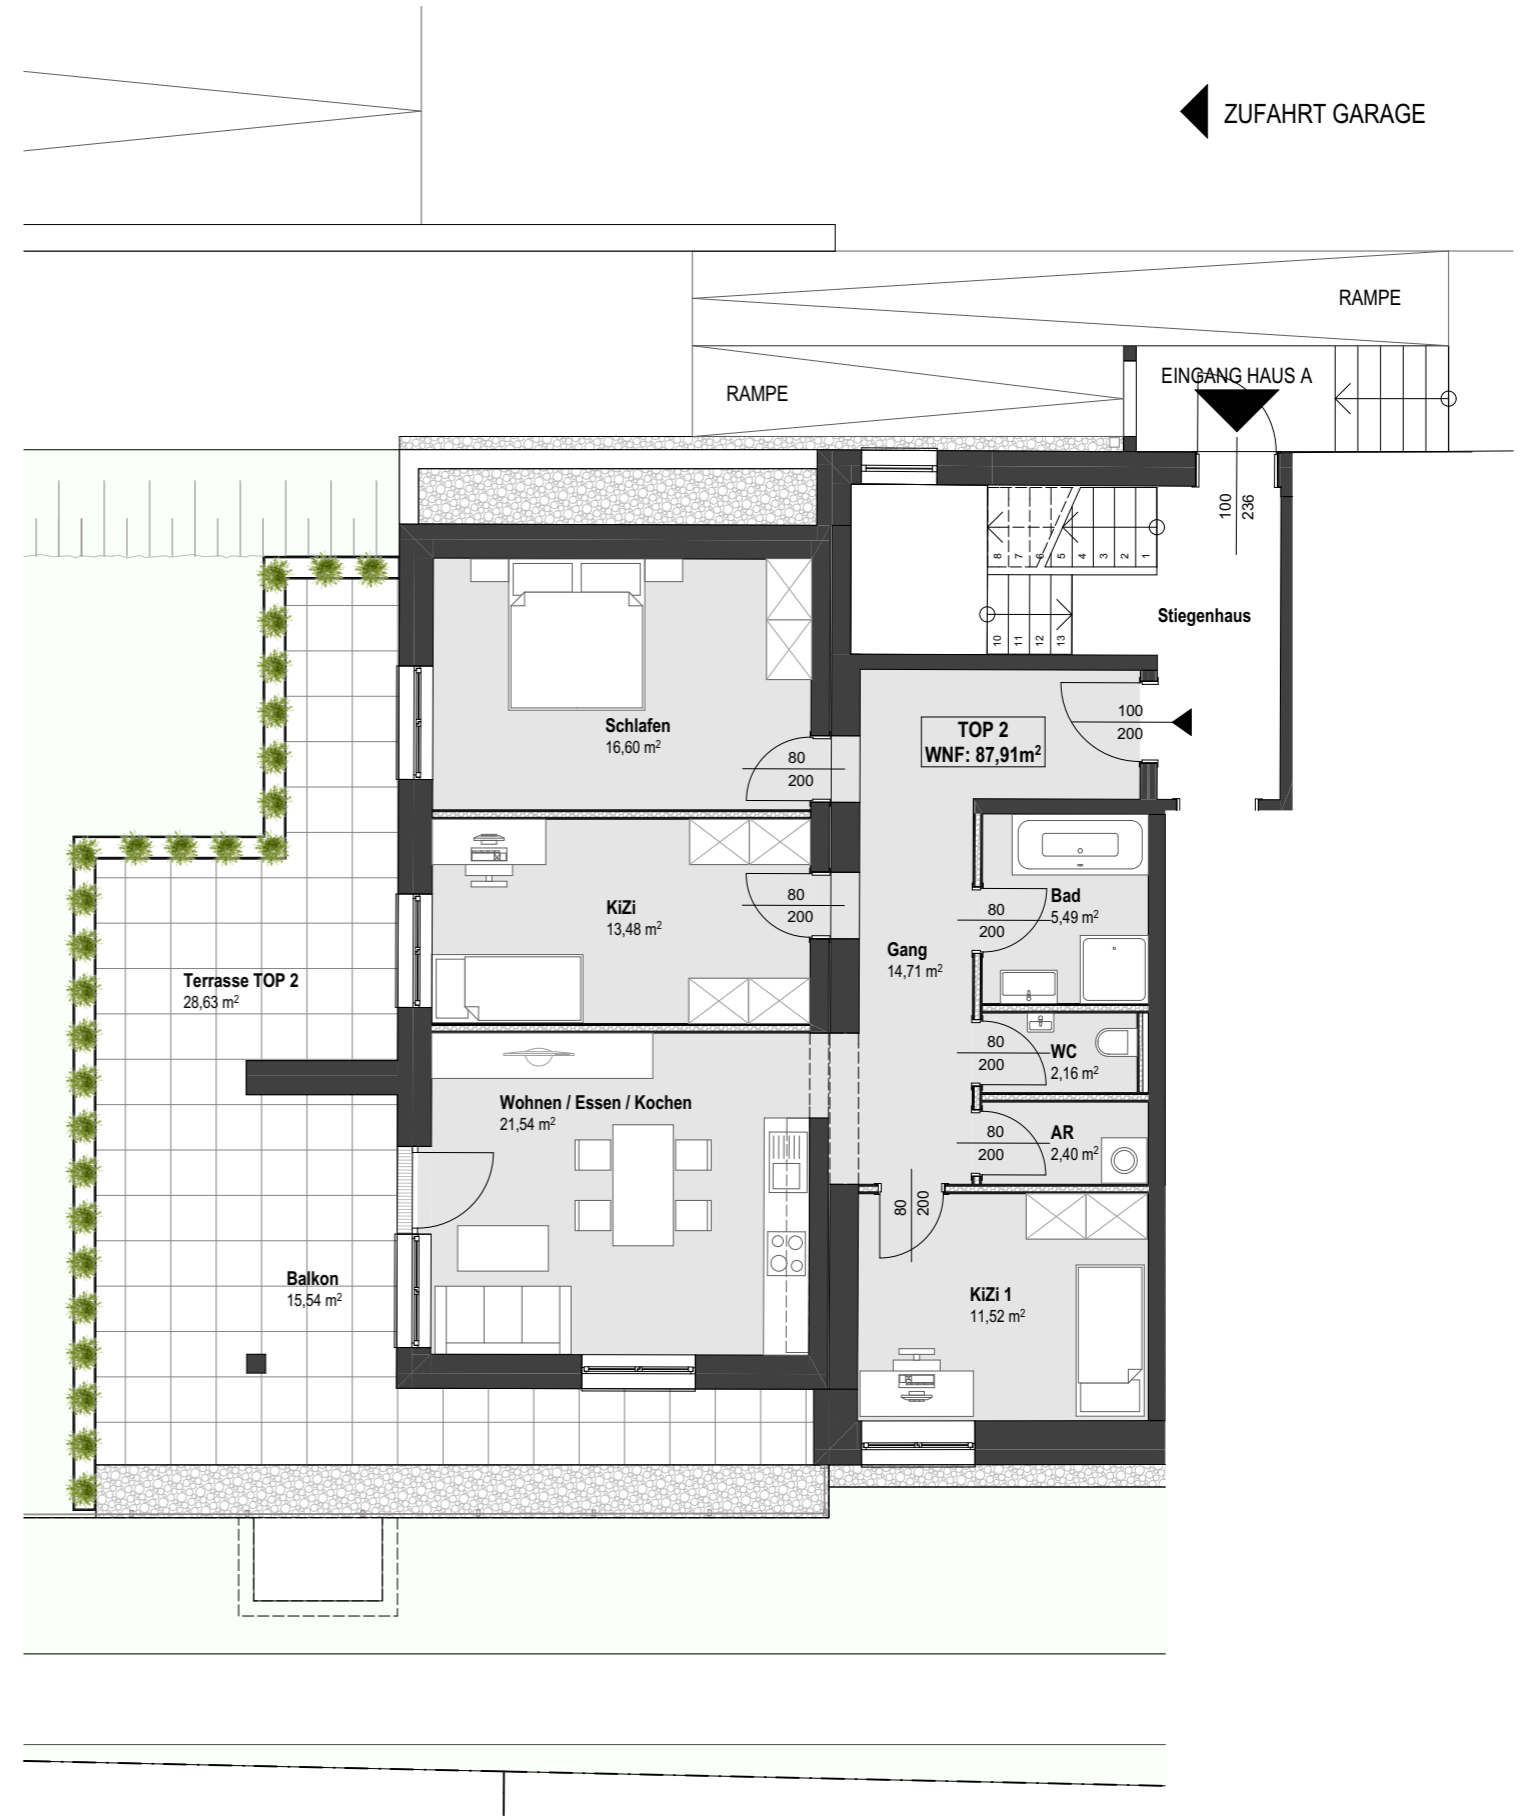 ZUFAHRT GARAGE
RAMPE
EINGANG HAUS A
RAMPE
100
236
8
7
6
5
4
3
2
1
Stiegenhaus
10
11
12
13
Schlafen
16,60 m²
TOP 2
WNF: 87,91m²
100
200
80
200
KiZi
13,48 m²
80
200
Bad
5,49 m²
80
200
Gang
14,71 m²
Terrasse TOP 2
28,63 m²
80
200
WC
2,16 m²
Wohnen / Essen / Kochen
21,54 m²
80
200
AR
2,40 m²
80
200
Balkon
15,54 m²
KiZi 1
11,52 m²